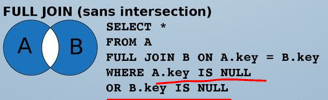 FULL JOIN (sans intersection)
A B
SELECT *
FROM A
FULL JOIN B ON A.key = B.key
WHERE A.key IS NULL
OR B.key IS NULL